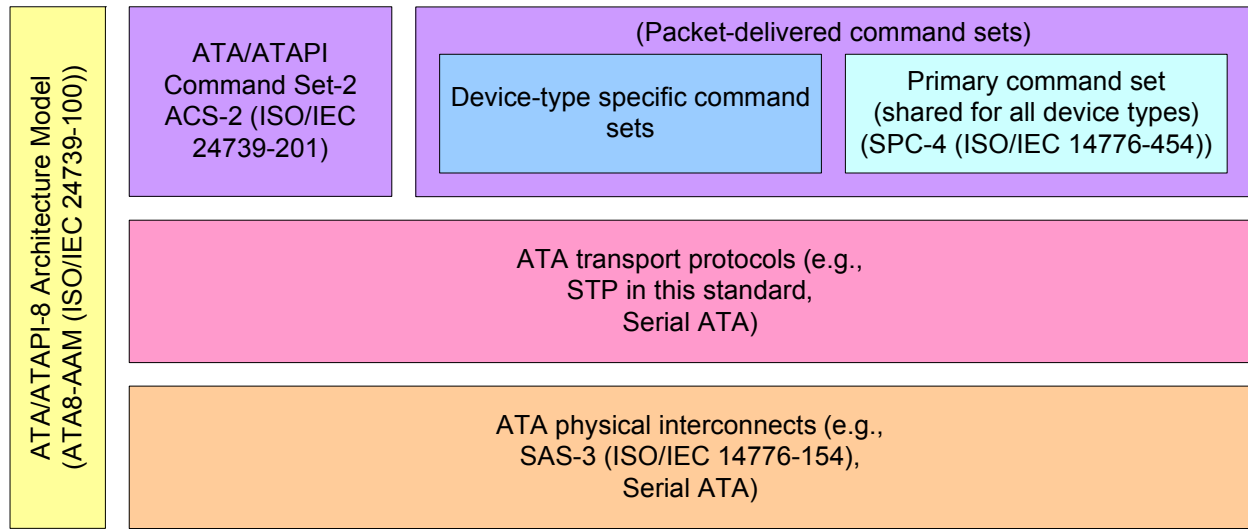 ATA/ATAPI-8 Architecture Model
(ATA8-AAM (ISO/IEC 24739-100))
ATA/ATAPI
Command Set-2
ACS-2 (ISO/IEC
24739-201)
(Packet-delivered command sets)
Device-type specific command
sets
Primary command set
(shared for all device types)
(SPC-4 (ISO/IEC 14776-454))
ATA transport protocols (e.g.,
STP in this standard,
Serial ATA)
ATA physical interconnects (e.g.,
SAS-3 (ISO/IEC 14776-154),
Serial ATA)